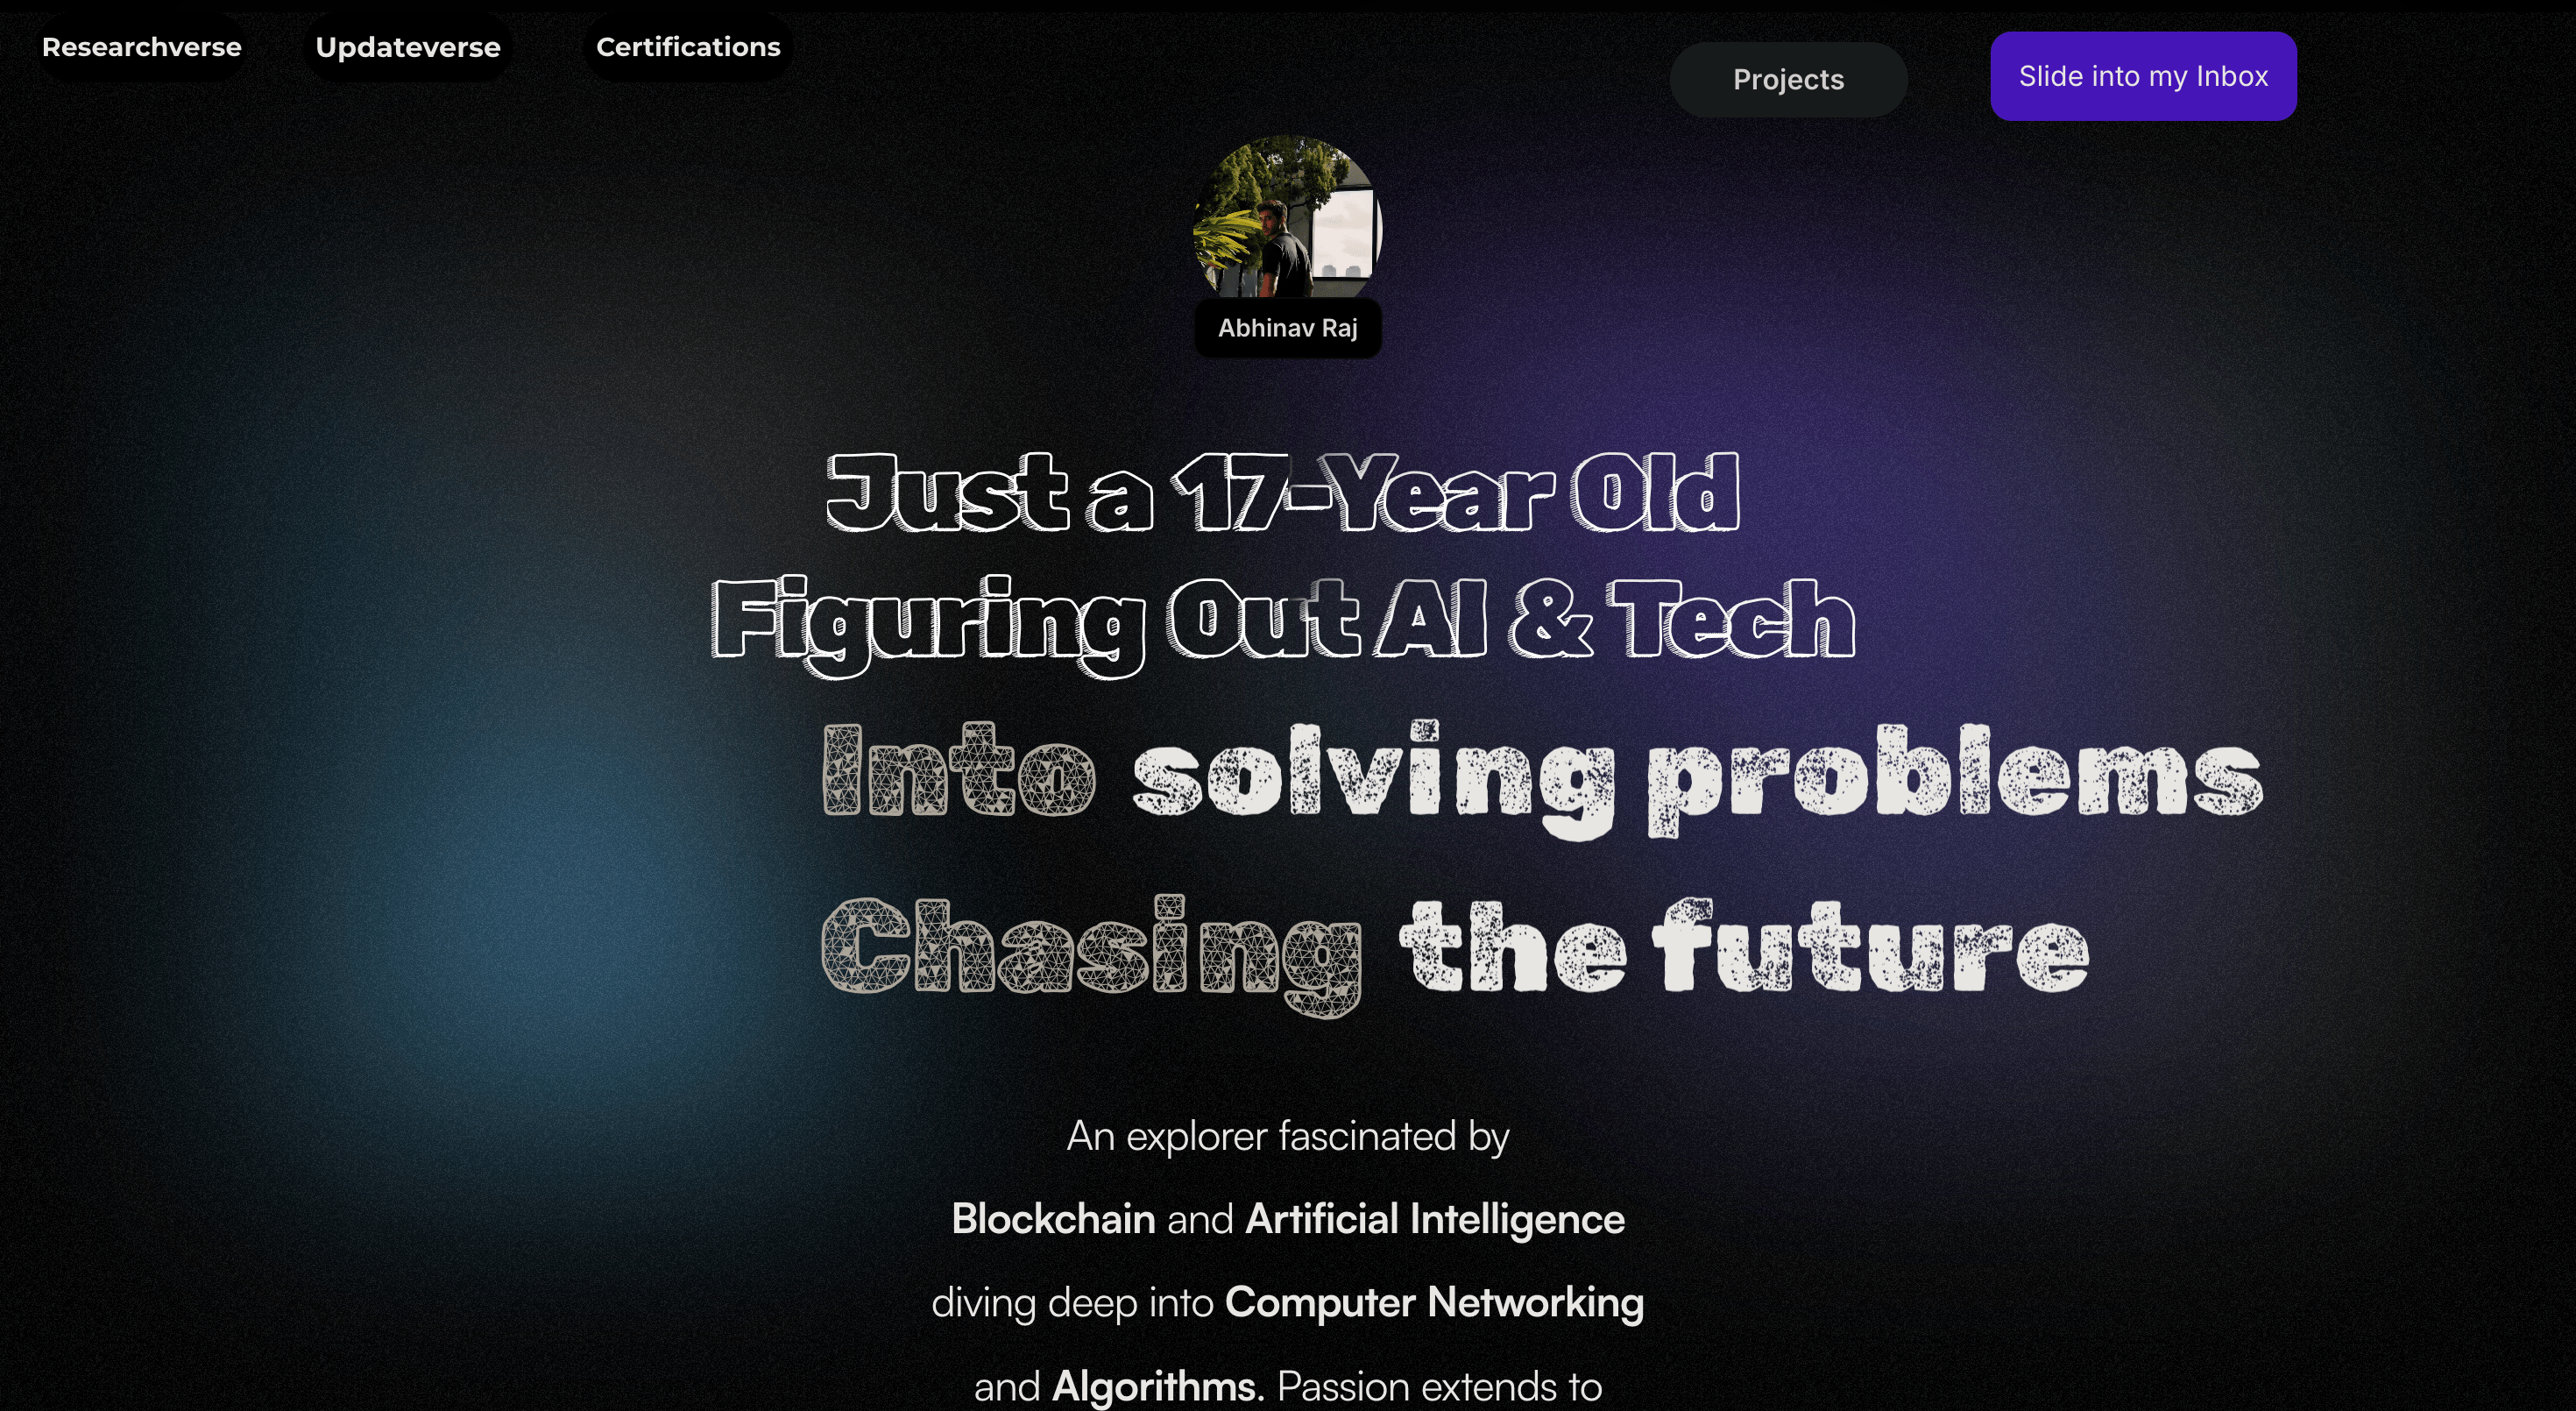 Researchverse
Updateverse
Certifications
Projects
Slide into my Inbox
Abhinav Raj
Just a 17-Year Old
Figuring Out AI & Tech
Into solving problems
Chasing the future
An explorer fascinated by
Blockchain and Artificial Intelligence
diving deep into Computer Networking
and Algorithms. Passion extends to